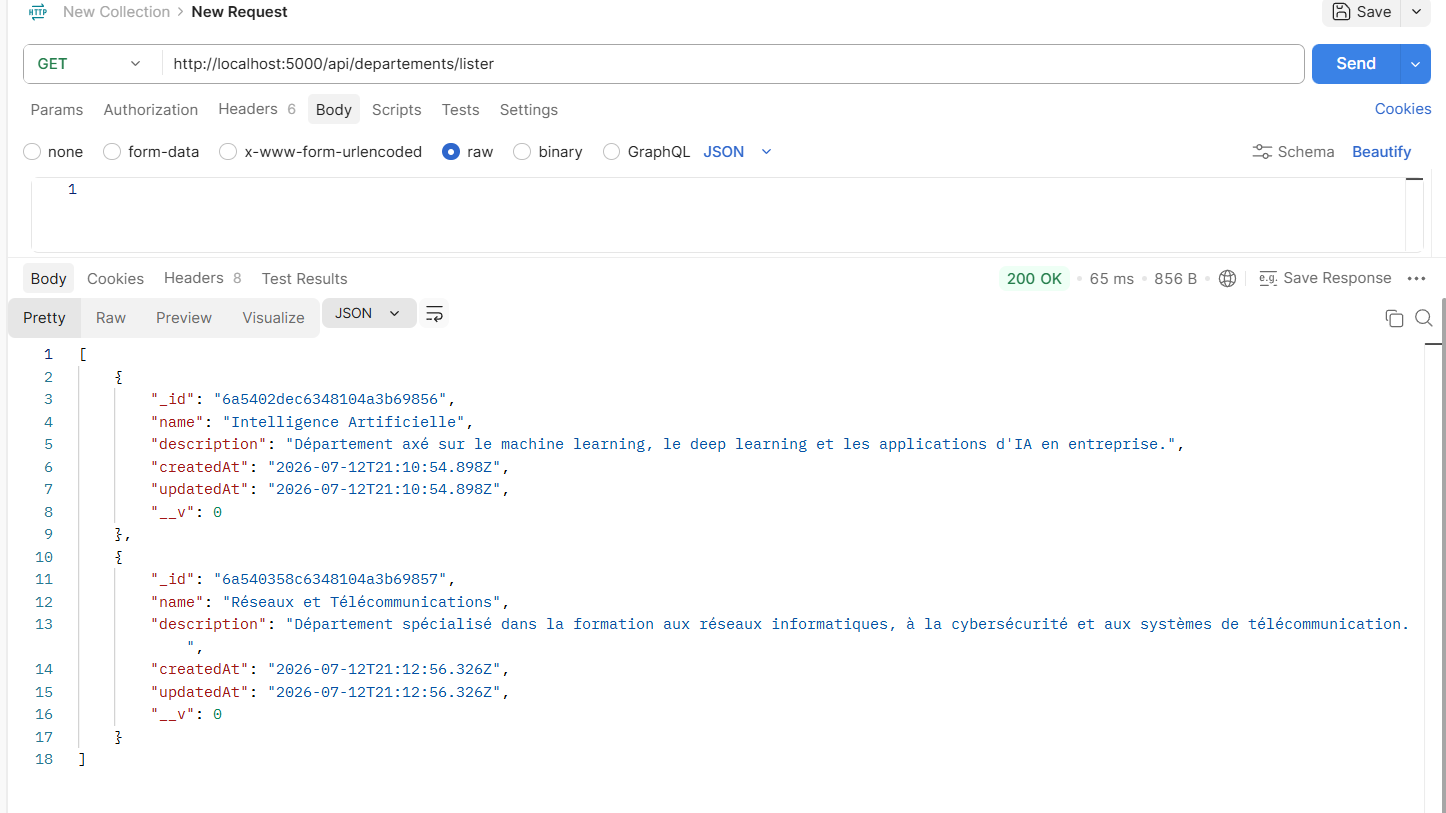 HTTP New Collection > New Request Save
GET http://localhost:5000/api/departements/lister Send
Params Authorization Headers 6 Body Scripts Tests Settings Cookies
none form-data x-www-form-urlencoded raw binary GraphQL JSON Schema Beautify
1
Body Cookies Headers 8 Test Results 200 OK • 65 ms • 856 B • e.g. Save Response
Pretty Raw Preview Visualize JSON
1 [
2 {
3 "_id": "6a5402dec6348104a3b69856",
4 "name": "Intelligence Artificielle",
5 "description": "Département axé sur le machine learning, le deep learning et les applications d'IA en entreprise.",
6 "createdAt": "2026-07-12T21:10:54.898Z",
7 "updatedAt": "2026-07-12T21:10:54.898Z",
8 "__v": 0
9 },
10 {
11 "_id": "6a540358c6348104a3b69857",
12 "name": "Réseaux et Télécommunications",
13 "description": "Département spécialisé dans la formation aux réseaux informatiques, à la cybersécurité et aux systèmes de télécommunication.
",
14 "createdAt": "2026-07-12T21:12:56.326Z",
15 "updatedAt": "2026-07-12T21:12:56.326Z",
16 "__v": 0
17 }
18 ]